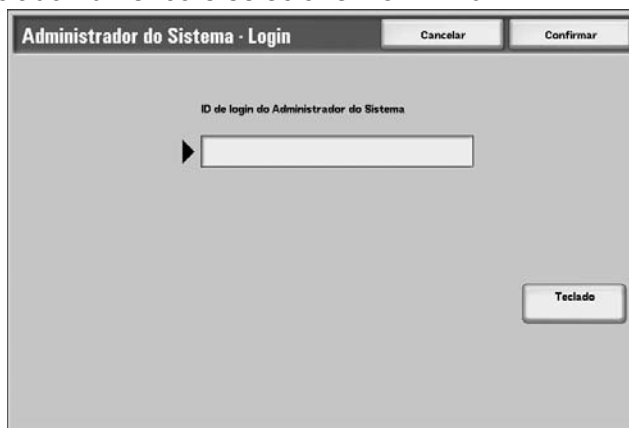 Administrador do Sistema - Login
Cancelar
Confirmar
ID de login do Administrador do Sistema
Teclado